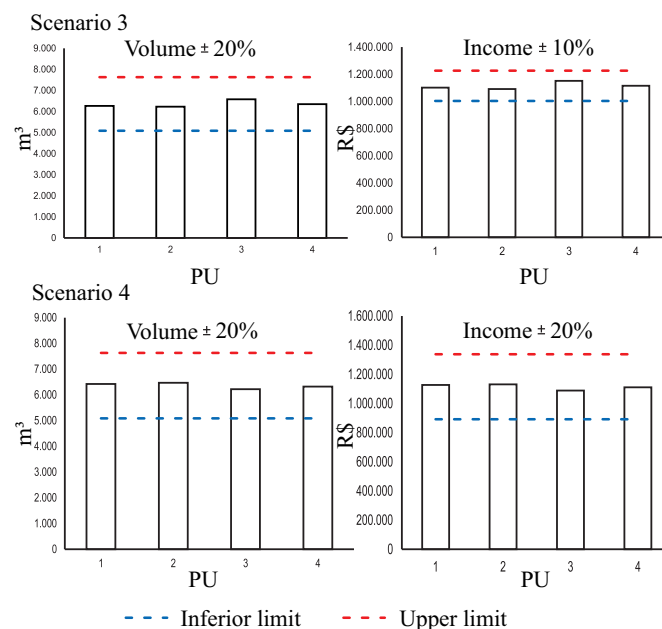 Scenario 3
Volume ± 20%
9.000
8.000
7.000
6.000
5.000
4.000
3.000
2.000
1.000
0
m³
1 2 3 4
PU
Income ± 10%
1.400.000
1.200.000
1.000.000
800.000
600.000
400.000
200.000
0
R$
1 2 3 4
PU
Scenario 4
Volume ± 20%
9.000
8.000
7.000
6.000
5.000
4.000
3.000
2.000
1.000
0
m³
1 2 3 4
PU
Income ± 20%
1.600.000
1.400.000
1.200.000
1.000.000
800.000
600.000
400.000
200.000
0
R$
1 2 3 4
PU
Inferior limit
Upper limit